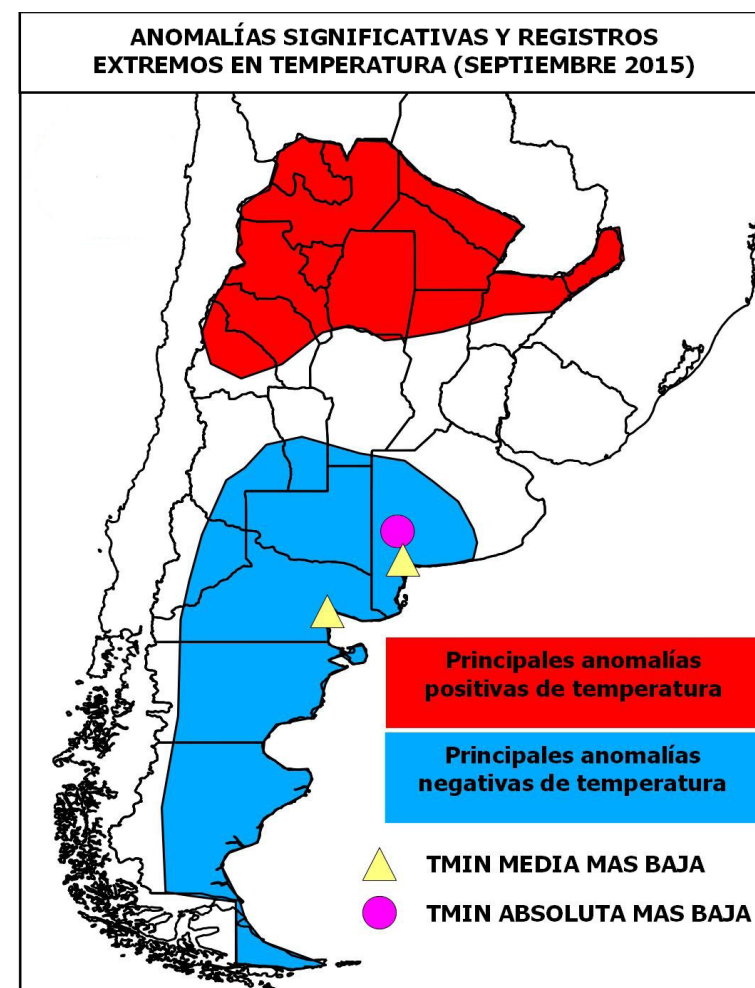 ANOMALÍAS SIGNIFICATIVAS Y REGISTROS
EXTREMOS EN TEMPERATURA (SEPTIEMBRE 2015)
Principales anomalías
positivas de temperatura
Principales anomalías
negativas de temperatura
TMIN MEDIA MAS BAJA
TMIN ABSOLUTA MAS BAJA